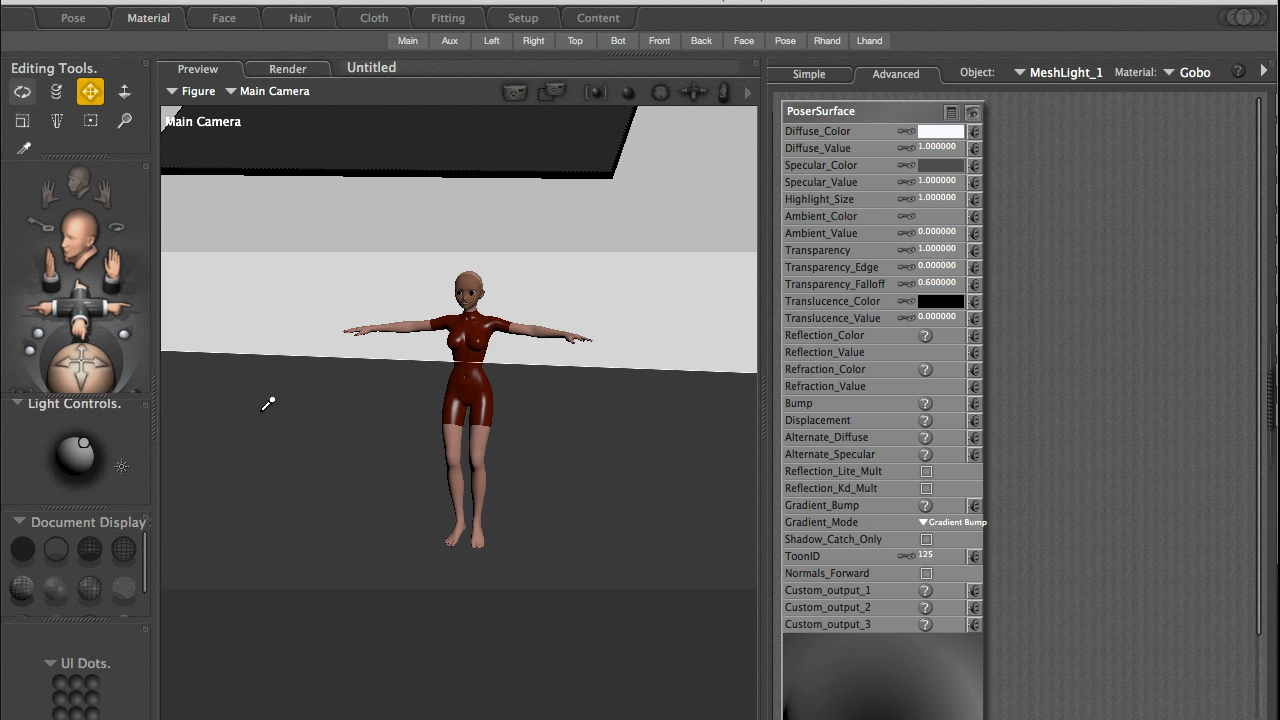 Pose Material Face Hair Cloth Fitting Setup Content
Main Aux Left Right Top Bot Front Back Face Pose Rhand Lhand
Editing Tools.
Preview Render Untitled
Figure Main Camera
Main Camera
Light Controls.
Document Display
UI Dots.
Simple Advanced Object: MeshLight_1 Material: Gobo ?
PoserSurface
Diffuse_Color
Diffuse_Value 1.000000
Specular_Color
Specular_Value 1.000000
Highlight_Size 1.000000
Ambient_Color
Ambient_Value 0.000000
Transparency 1.000000
Transparency_Edge 0.000000
Transparency_Falloff 0.600000
Translucence_Color
Translucence_Value 0.000000
Reflection_Color ?
Reflection_Value
Refraction_Color ?
Refraction_Value
Bump ?
Displacement ?
Alternate_Diffuse ?
Alternate_Specular ?
Reflection_Lite_Mult
Reflection_Kd_Mult
Gradient_Bump ?
Gradient_Mode Gradient Bump
Shadow_Catch_Only
ToonID 125
Normals_Forward
Custom_output_1 ?
Custom_output_2 ?
Custom_output_3 ?